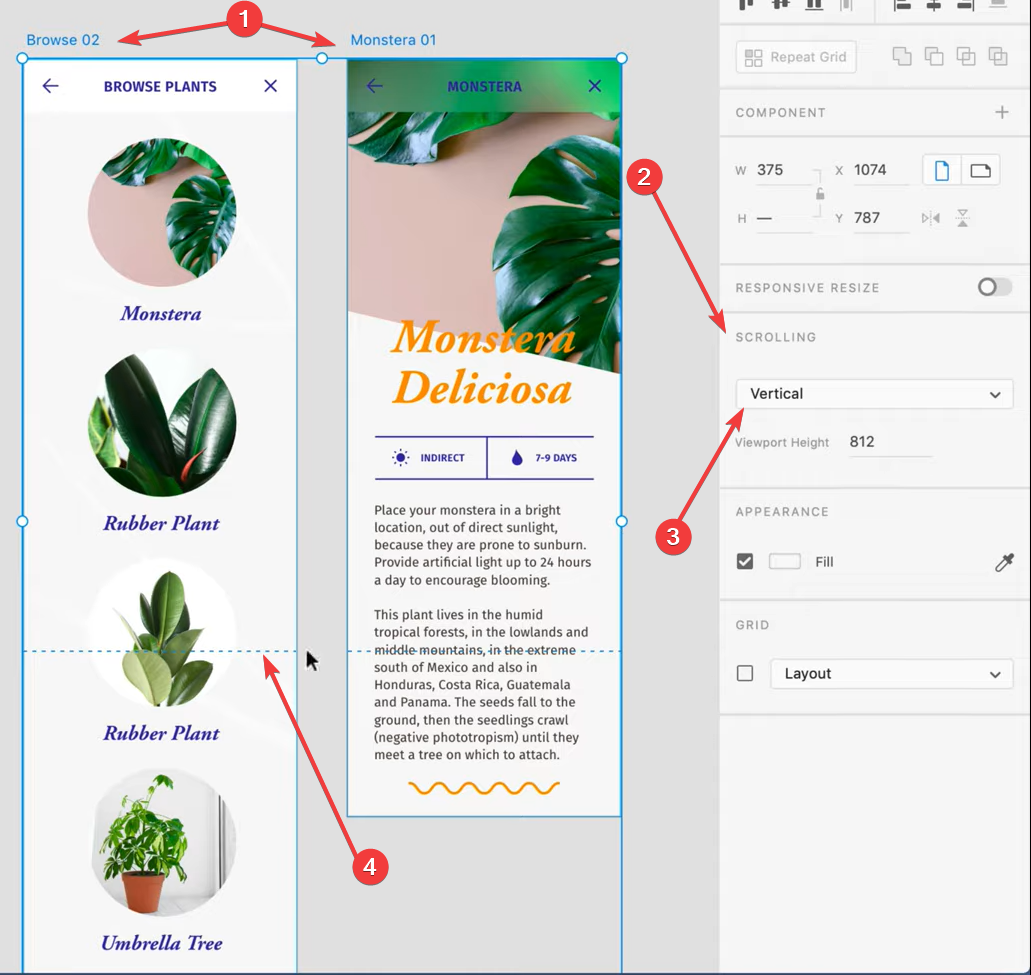 1
Browse 02
Monstera 01
BROWSE PLANTS
Monstera
Rubber Plant
Rubber Plant
Umbrella Tree
MONSTERA
Monstera
Deliciosa
INDIRECT
7-9 DAYS
Place your monstera in a bright
location, out of direct sunlight,
because they are prone to sunburn.
Provide artificial light up to 24 hours
a day to encourage blooming.
This plant lives in the humid
tropical forests, in the lowlands and
middle mountains, in the extreme
south of Mexico and also in
Honduras, Costa Rica, Guatemala
and Panama. The seeds fall to the
ground, then the seedlings crawl
(negative phototropism) until they
meet a tree on which to attach.
2
3
4
Repeat Grid
COMPONENT
W 375 X 1074
H — Y 787
RESPONSIVE RESIZE
SCROLLING
Vertical
Viewport Height 812
APPEARANCE
Fill
GRID
Layout